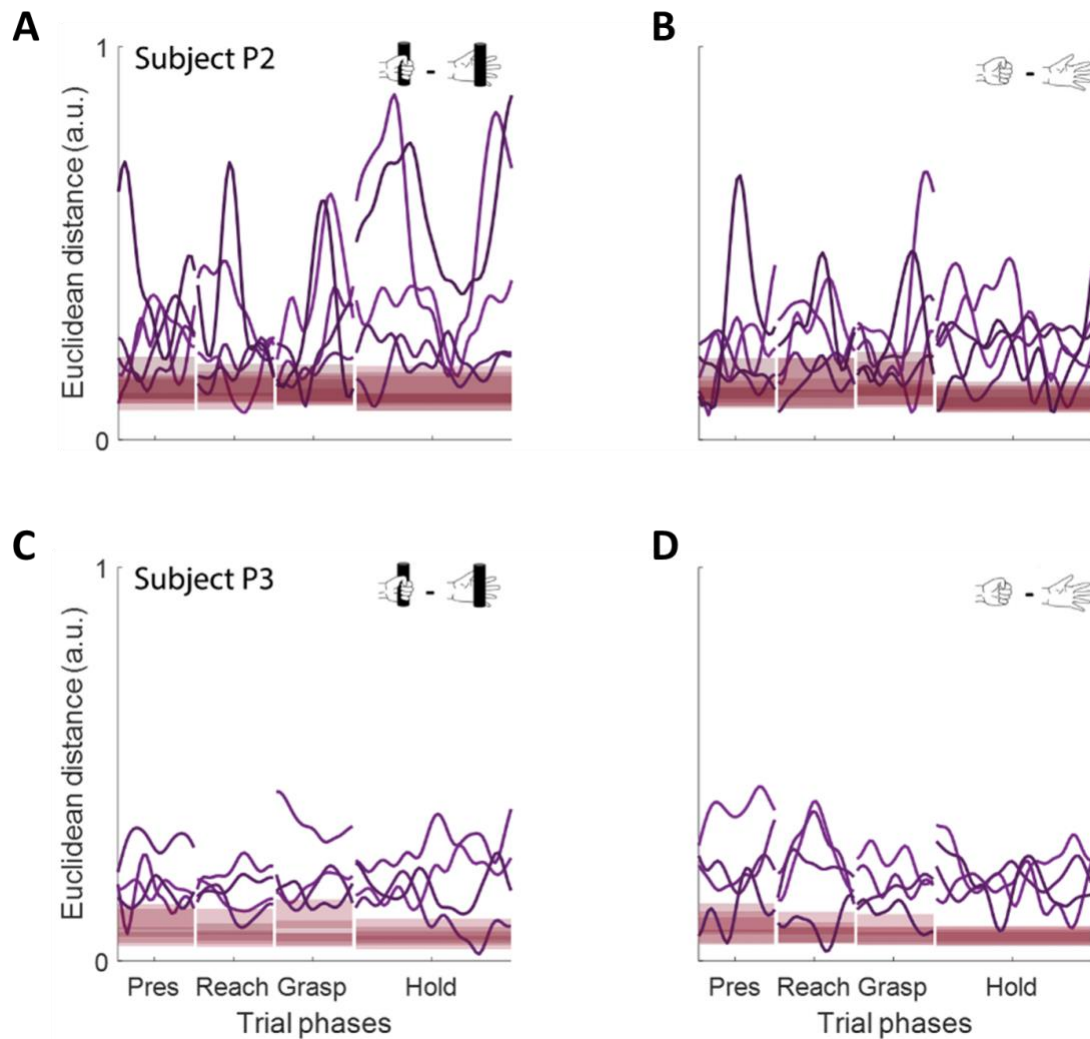 A
B
1
Subject P2
-
-
Euclidean distance (a.u.)
0
C
D
1
Subject P3
-
-
Euclidean distance (a.u.)
0
Pres Reach Grasp Hold
Pres Reach Grasp Hold
Trial phases
Trial phases